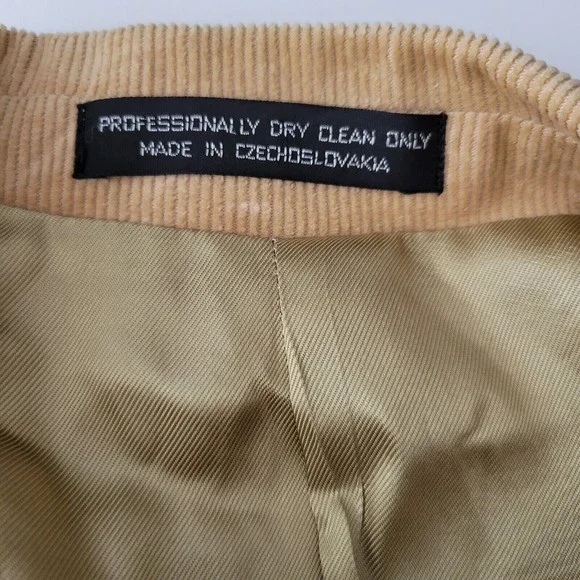 PROFESSIONALLY DRY CLEAN ONLY
MADE IN CZECHOSLOVAKIA